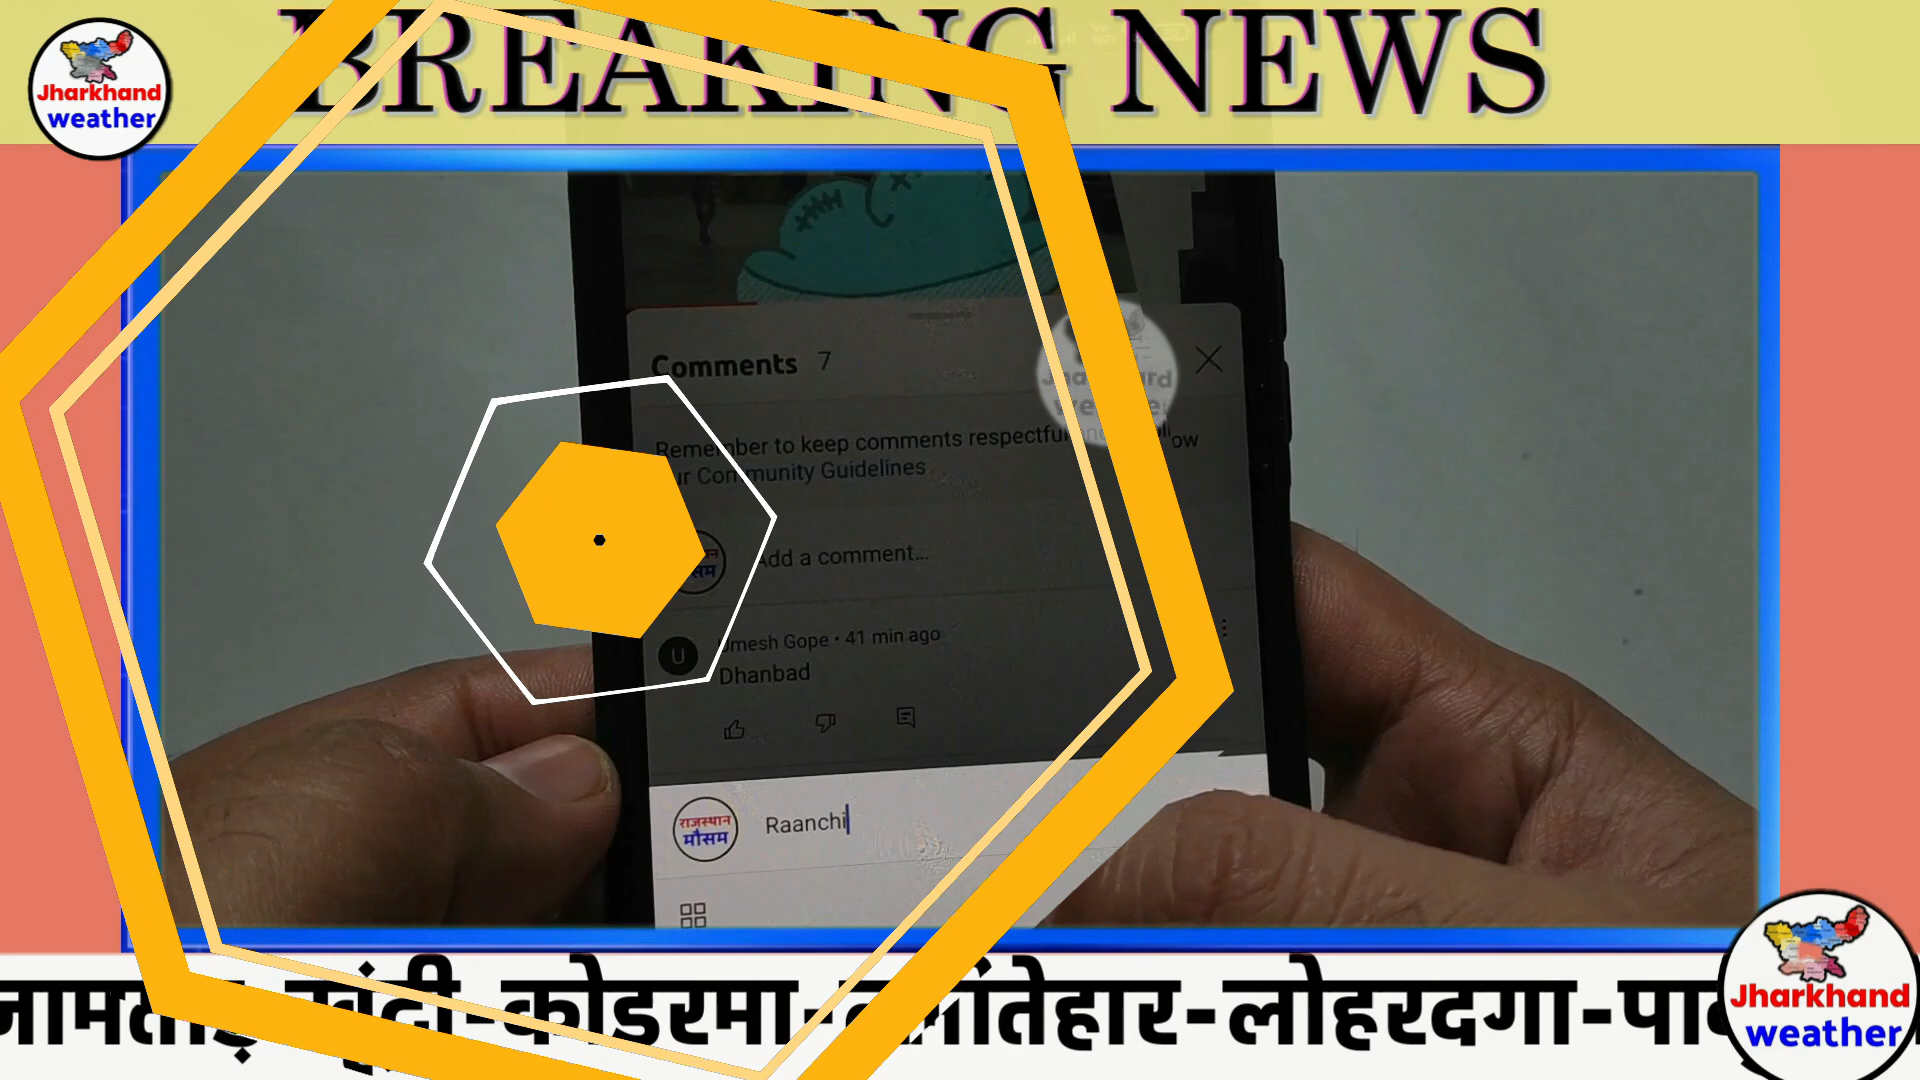 BREAKING NEWS
Jharkhand
weather
Comments 7
Remember to keep comments respectful
Community Guidelines
Add a comment...
Umesh Gope • 41 min ago
U
Dhanbad
राजस्थान
मौसम
Raanchi
जामताड़-खूंटी-कोडरमा-लातेहार-लोहरदगा-
Jharkhand
weather